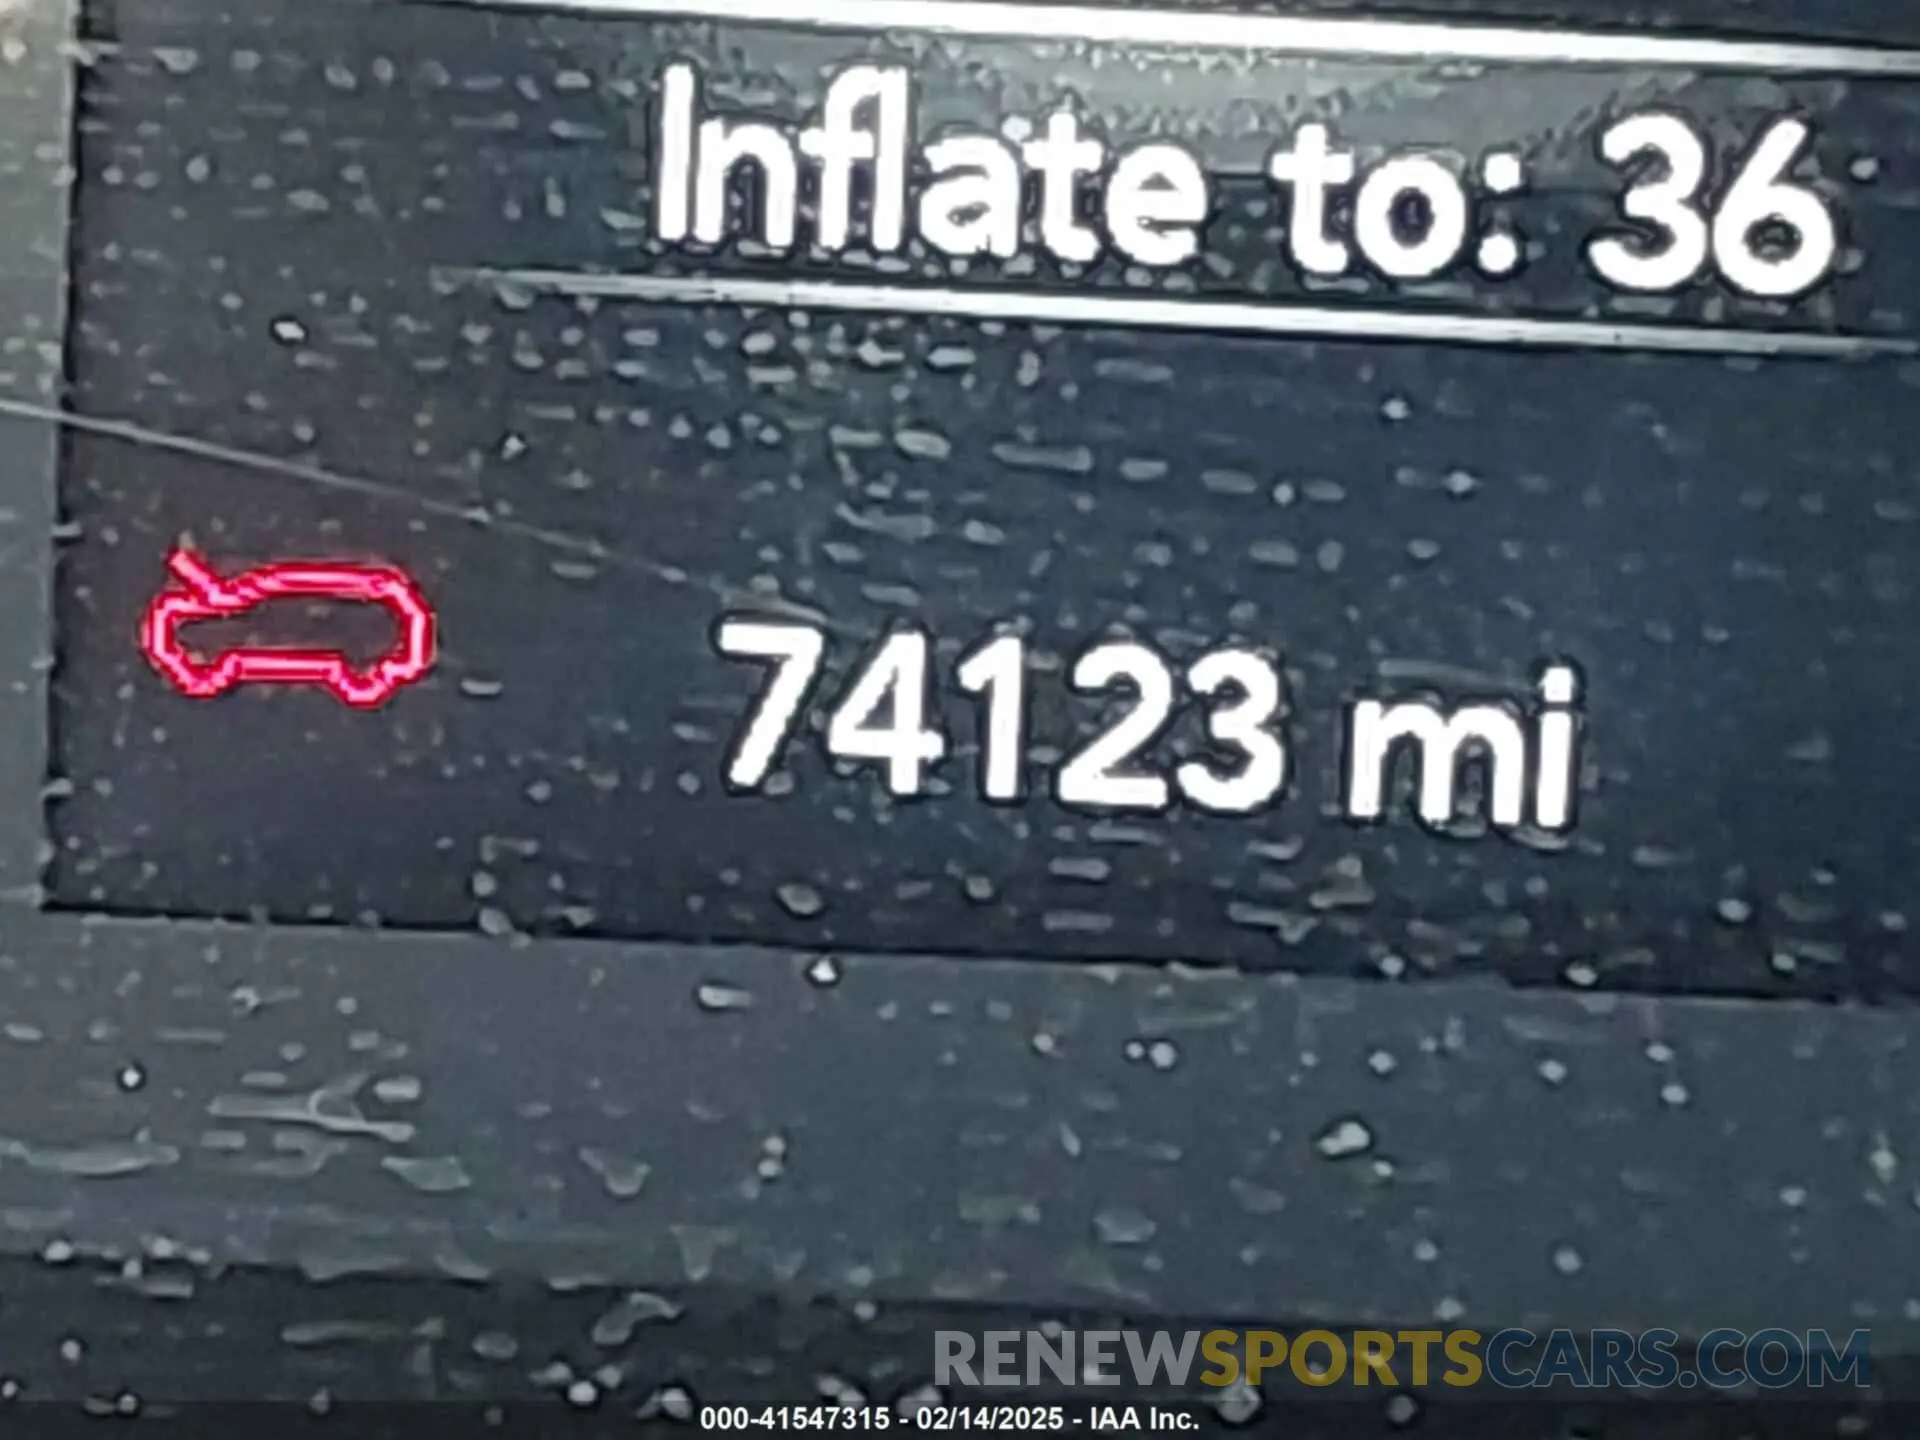 Inflate to: 36
74123 mi
RENEWSPORTSCARS.COM
000-41547315 - 02/14/2025 - IAA Inc.